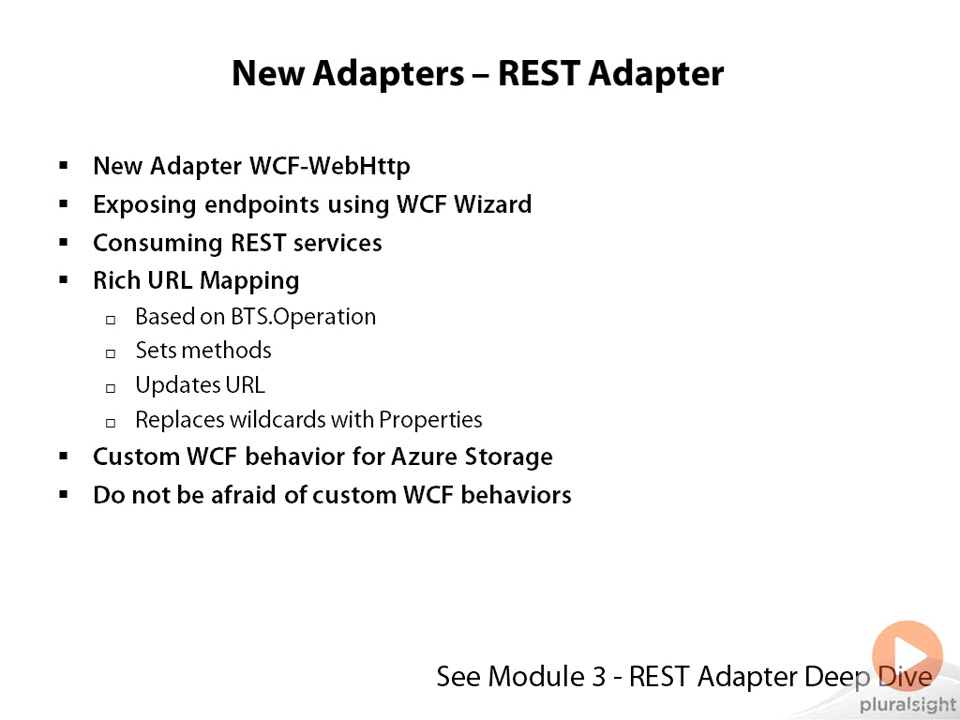 New Adapters – REST Adapter
New Adapter WCF-WebHttp
Exposing endpoints using WCF Wizard
Consuming REST services
Rich URL Mapping
Based on BTS.Operation
Sets methods
Updates URL
Replaces wildcards with Properties
Custom WCF behavior for Azure Storage
Do not be afraid of custom WCF behaviors
See Module 3 - REST Adapter Deep Dive
pluralsight